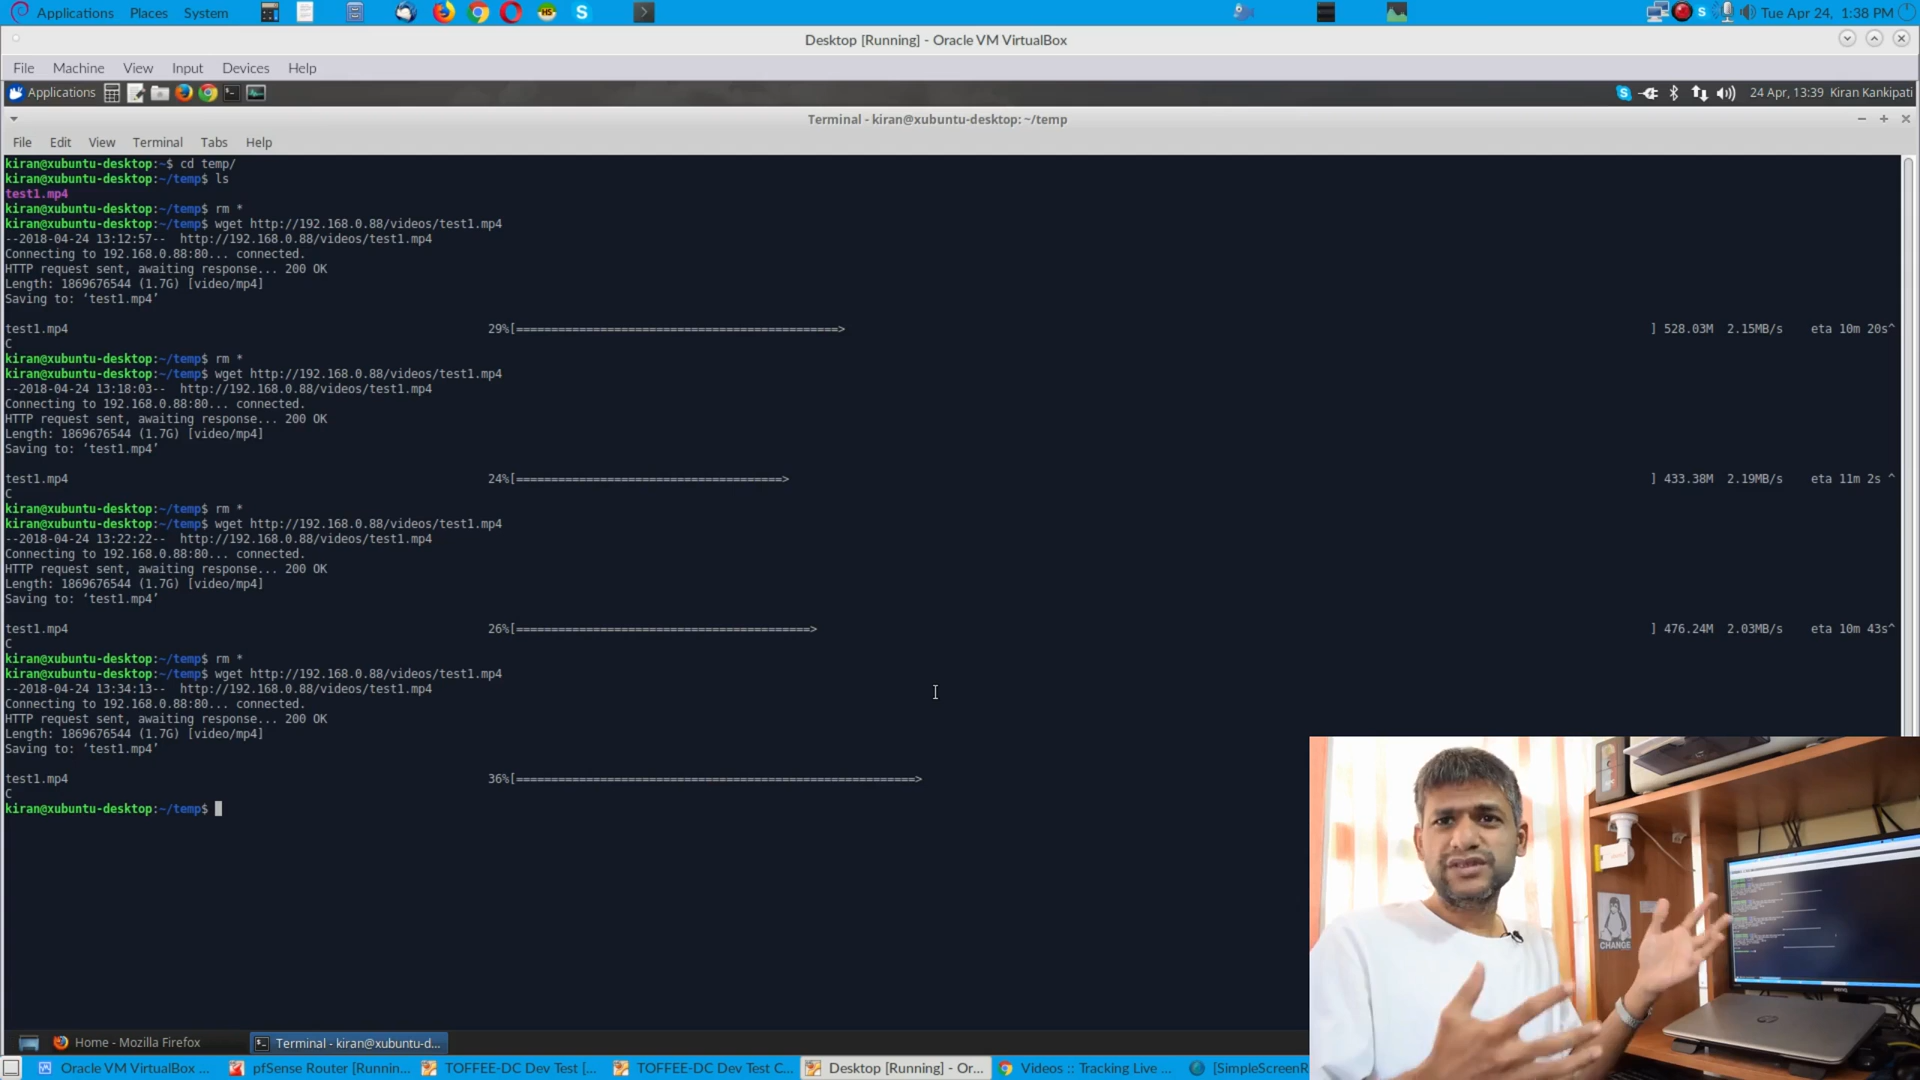 Applications Places System
Tue Apr 24, 1:38 PM
Desktop [Running] - Oracle VM VirtualBox
File Machine View Input Devices Help
Applications
24 Apr, 13:39 Kiran Kankipati
Terminal - kiran@xubuntu-desktop: ~/temp
File Edit View Terminal Tabs Help
kiran@xubuntu-desktop:~$ cd temp/
kiran@xubuntu-desktop:~/temp$ ls
test1.mp4
kiran@xubuntu-desktop:~/temp$ rm *
kiran@xubuntu-desktop:~/temp$ wget http://192.168.0.88/videos/test1.mp4
--2018-04-24 13:12:57-- http://192.168.0.88/videos/test1.mp4
Connecting to 192.168.0.88:80... connected.
HTTP request sent, awaiting response... 200 OK
Length: 1869676544 (1.7G) [video/mp4]
Saving to: ‘test1.mp4’
test1.mp4 29%[==============================================> ] 528.03M 2.15MB/s eta 10m 20s^
C
kiran@xubuntu-desktop:~/temp$ rm *
kiran@xubuntu-desktop:~/temp$ wget http://192.168.0.88/videos/test1.mp4
--2018-04-24 13:18:03-- http://192.168.0.88/videos/test1.mp4
Connecting to 192.168.0.88:80... connected.
HTTP request sent, awaiting response... 200 OK
Length: 1869676544 (1.7G) [video/mp4]
Saving to: ‘test1.mp4’
test1.mp4 24%[======================================> ] 433.38M 2.19MB/s eta 11m 2s ^
C
kiran@xubuntu-desktop:~/temp$ rm *
kiran@xubuntu-desktop:~/temp$ wget http://192.168.0.88/videos/test1.mp4
--2018-04-24 13:22:22-- http://192.168.0.88/videos/test1.mp4
Connecting to 192.168.0.88:80... connected.
HTTP request sent, awaiting response... 200 OK
Length: 1869676544 (1.7G) [video/mp4]
Saving to: ‘test1.mp4’
test1.mp4 26%[==========================================> ] 476.24M 2.03MB/s eta 10m 43s^
C
kiran@xubuntu-desktop:~/temp$ rm *
kiran@xubuntu-desktop:~/temp$ wget http://192.168.0.88/videos/test1.mp4
--2018-04-24 13:34:13-- http://192.168.0.88/videos/test1.mp4
Connecting to 192.168.0.88:80... connected.
HTTP request sent, awaiting response... 200 OK
Length: 1869676544 (1.7G) [video/mp4]
Saving to: ‘test1.mp4’
test1.mp4 36%[=========================================================>
C
kiran@xubuntu-desktop:~/temp$
CHANGE
Home - Mozilla Firefox Terminal - kiran@xubuntu-d...
Oracle VM VirtualBox ... pfSense Router [Runnin... TOFFEE-DC Dev Test [... TOFFEE-DC Dev Test C... Desktop [Running] - Or... Videos :: Tracking Live ... [SimpleScreenR